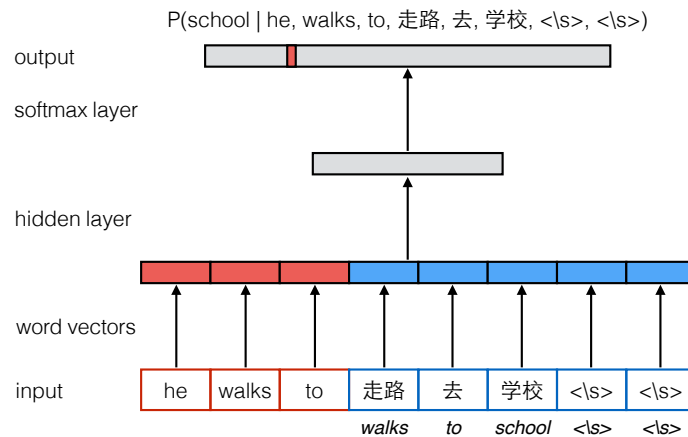 P(school | he, walks, to, 走路, 去, 学校, <\s>, <\s>)
output
softmax layer
hidden layer
word vectors
input he walks to 走路 去 学校 <\s> <\s>
walks to school <\s> <\s>